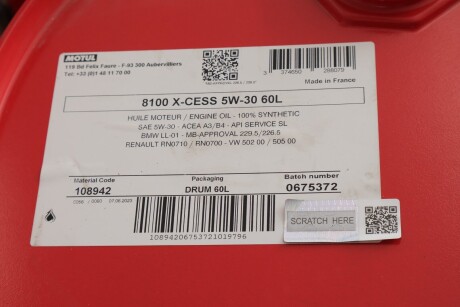 MOTUL
119 Bd Félix Faure - F-93 300 Aubervilliers
Tel: +33 (0)1 48 11 70 00
Made in France
8100 X-CESS 5W-30 60L
HUILE MOTEUR / ENGINE OIL - 100% SYNTHETIC
SAE 5W-30 - ACEA A3/B4 - API SERVICE SL
BMW LL-01 - MB-APPROVAL 229.5/226.5
RENAULT RN0710 / RN0700 - VW 502 00 / 505 00
Material Code Packaging Batch number
108942 DRUM 60L 0675372
10894206753721019796
SCRATCH HERE